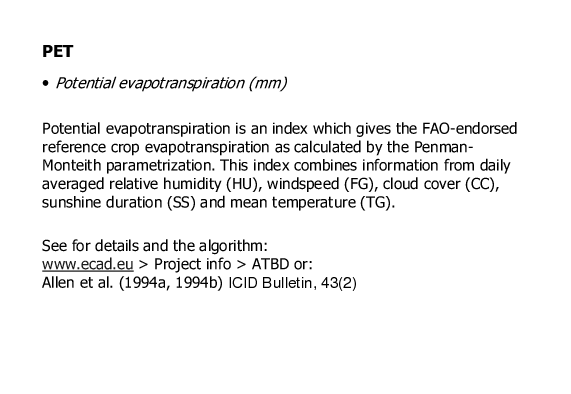 PET
• Potential evapotranspiration (mm)
Potential evapotranspiration is an index which gives the FAO-endorsed
reference crop evapotranspiration as calculated by the Penman-
Monteith parametrization. This index combines information from daily
averaged relative humidity (HU), windspeed (FG), cloud cover (CC),
sunshine duration (SS) and mean temperature (TG).
See for details and the algorithm:
www.ecad.eu > Project info > ATBD or:
Allen et al. (1994a, 1994b) ICID Bulletin, 43(2)